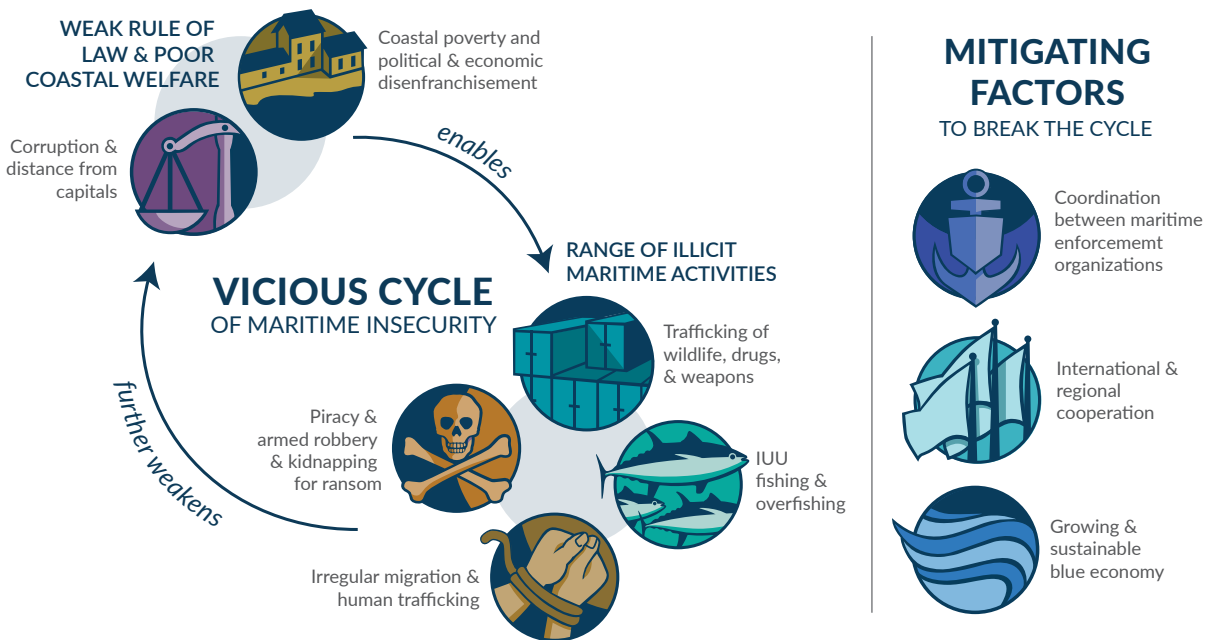 WEAK RULE OF
LAW & POOR
COASTAL WELFARE
Coastal poverty and
political & economic
disenfranchisement
Corruption &
distance from
capitals
enables
RANGE OF ILLICIT
MARITIME ACTIVITIES
VICIOUS CYCLE
OF MARITIME INSECURITY
Trafficking of
wildlife, drugs,
& weapons
IUU
fishing &
overfishing
Irregular migration &
human trafficking
Piracy &
armed robbery
& kidnapping
for ransom
further weakens
MITIGATING
FACTORS
TO BREAK THE CYCLE
Coordination
between maritime
enforcememt
organizations
International &
regional
cooperation
Growing &
sustainable
blue economy